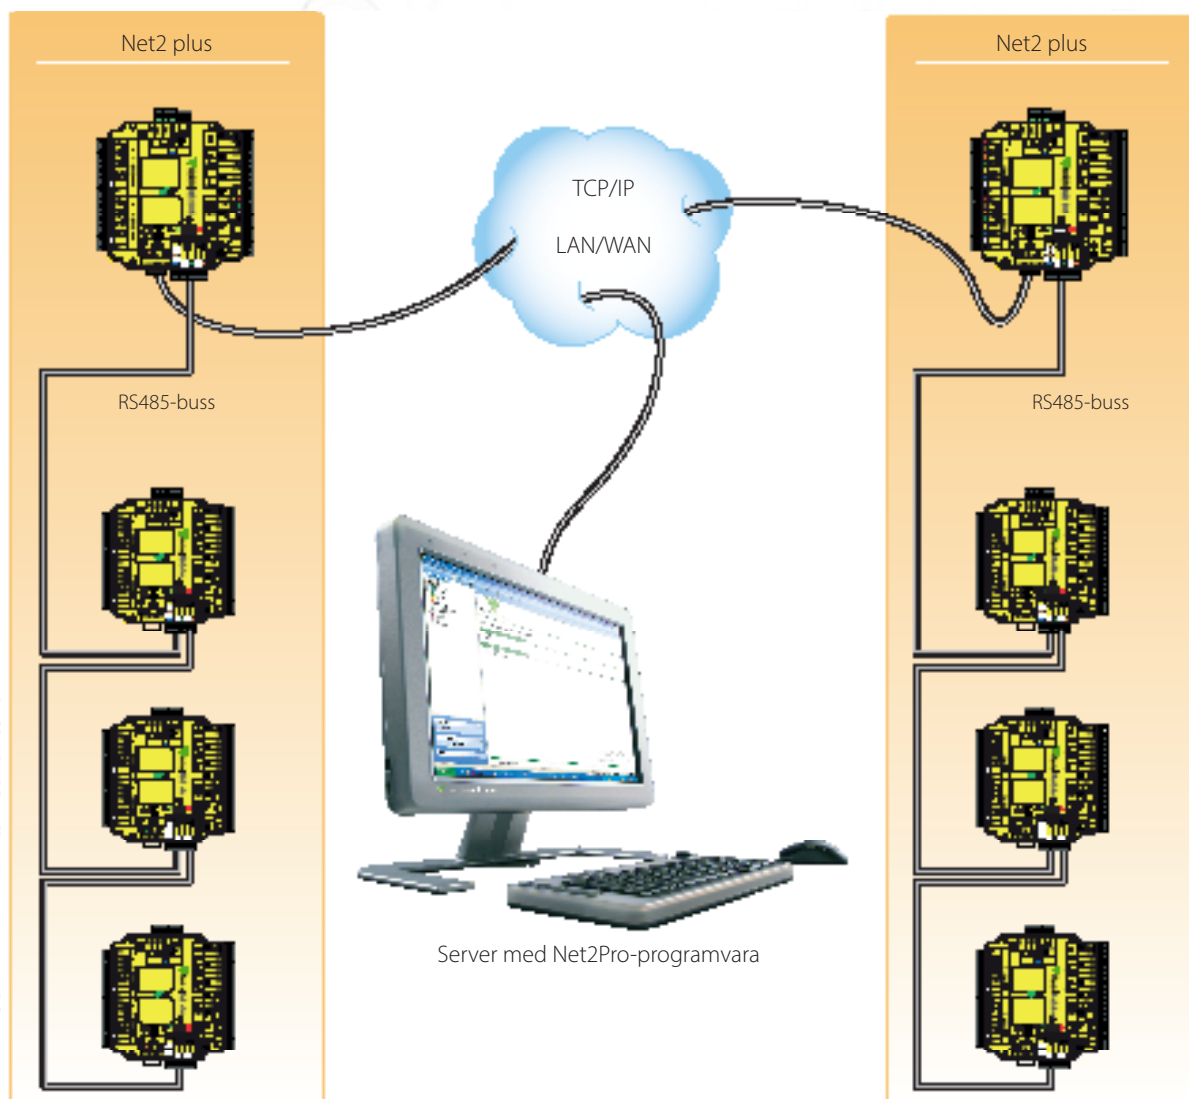 Net2 plus
Net2 plus
TCP/IP
LAN/WAN
RS485-buss
RS485-buss
Server med Net2Pro-programvara